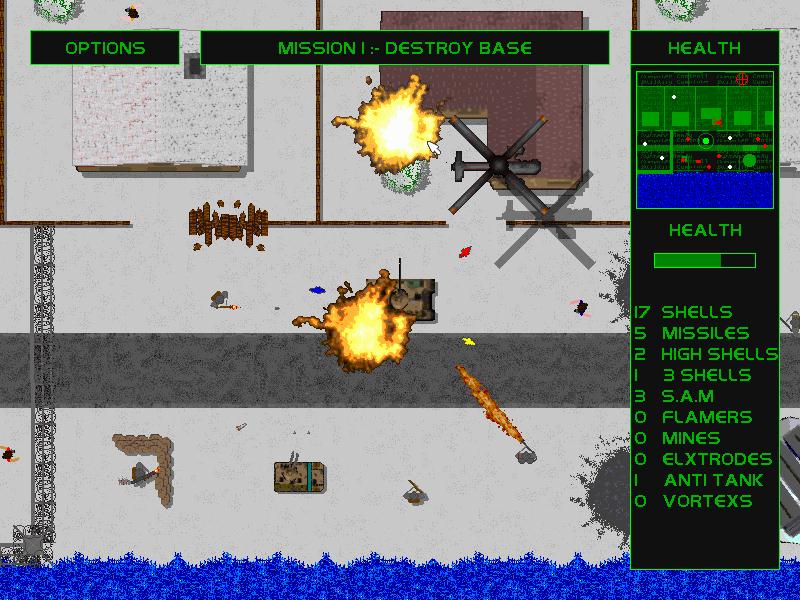 OPTIONS
MISSION 1 :- DESTROY BASE
HEALTH
HEALTH
17 SHELLS
5 MISSILES
2 HIGH SHELLS
1 3 SHELLS
3 S.A.M
0 FLAMERS
0 MINES
0 ELXTRODES
1 ANTI TANK
0 VORTEXS